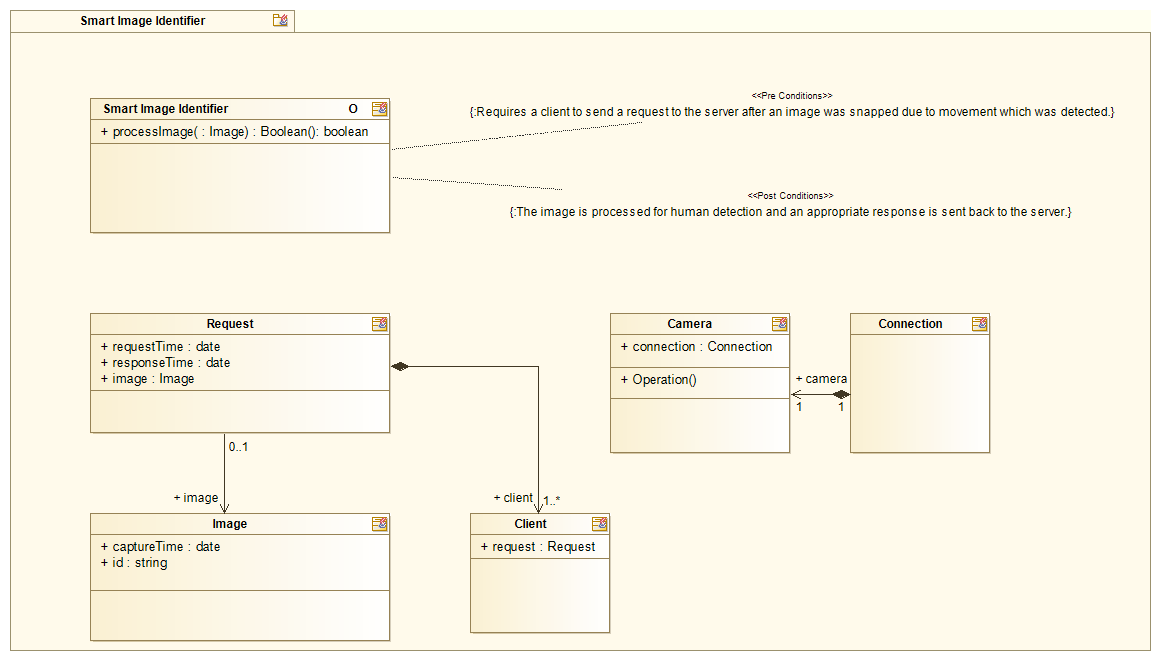 Smart Image Identifier
Smart Image Identifier O
+ processImage( : Image) : Boolean(): boolean
<<Pre Conditions>>
{:Requires a client to send a request to the server after an image was snapped due to movement which was detected.}
<<Post Conditions>>
{:The image is processed for human detection and an appropriate response is sent back to the server.}
Request
+ requestTime : date
+ responseTime : date
+ image : Image
Camera
+ connection : Connection
+ Operation()
Connection
+ camera
1
1
0..1
+ image
+ client
1..*
Image
+ captureTime : date
+ id : string
Client
+ request : Request